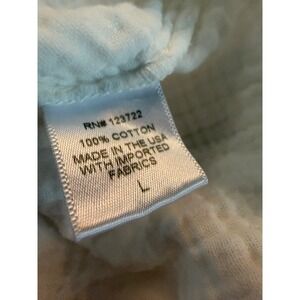 RN# 123722
100% COTTON
MADE IN THE USA
WITH IMPORTED
FABRICS
L